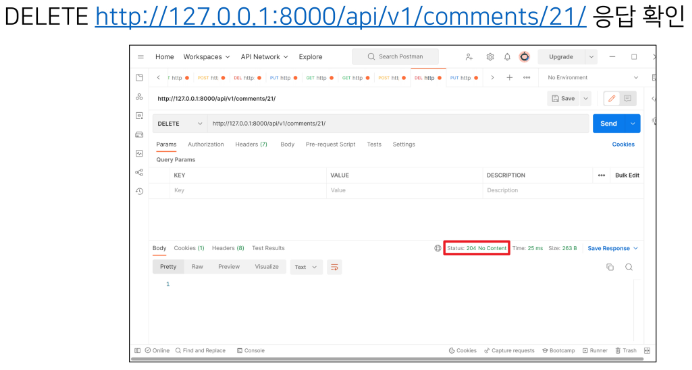 DELETE http://127.0.0.1:8000/api/v1/comments/21/ 응답 확인
Home Workspaces API Network Explore Search Postman Upgrade
POST htt DEL http PUT http GET http GET http POST htt DEL http PUT http No Environment
http://127.0.0.1:8000/api/v1/comments/21/ Save
DELETE http://127.0.0.1:8000/api/v1/comments/21/ Send
Params Authorization Headers (7) Body Pre-request Script Tests Settings Cookies
Query Params
KEY VALUE DESCRIPTION Bulk Edit
Key Value Description
Body Cookies (1) Headers (8) Test Results Status: 204 No Content Time: 25 ms Size: 263 B Save Response
Pretty Raw Preview Visualize Text
1
Online Find and Replace Console Cookies Capture requests Bootcamp Runner Trash